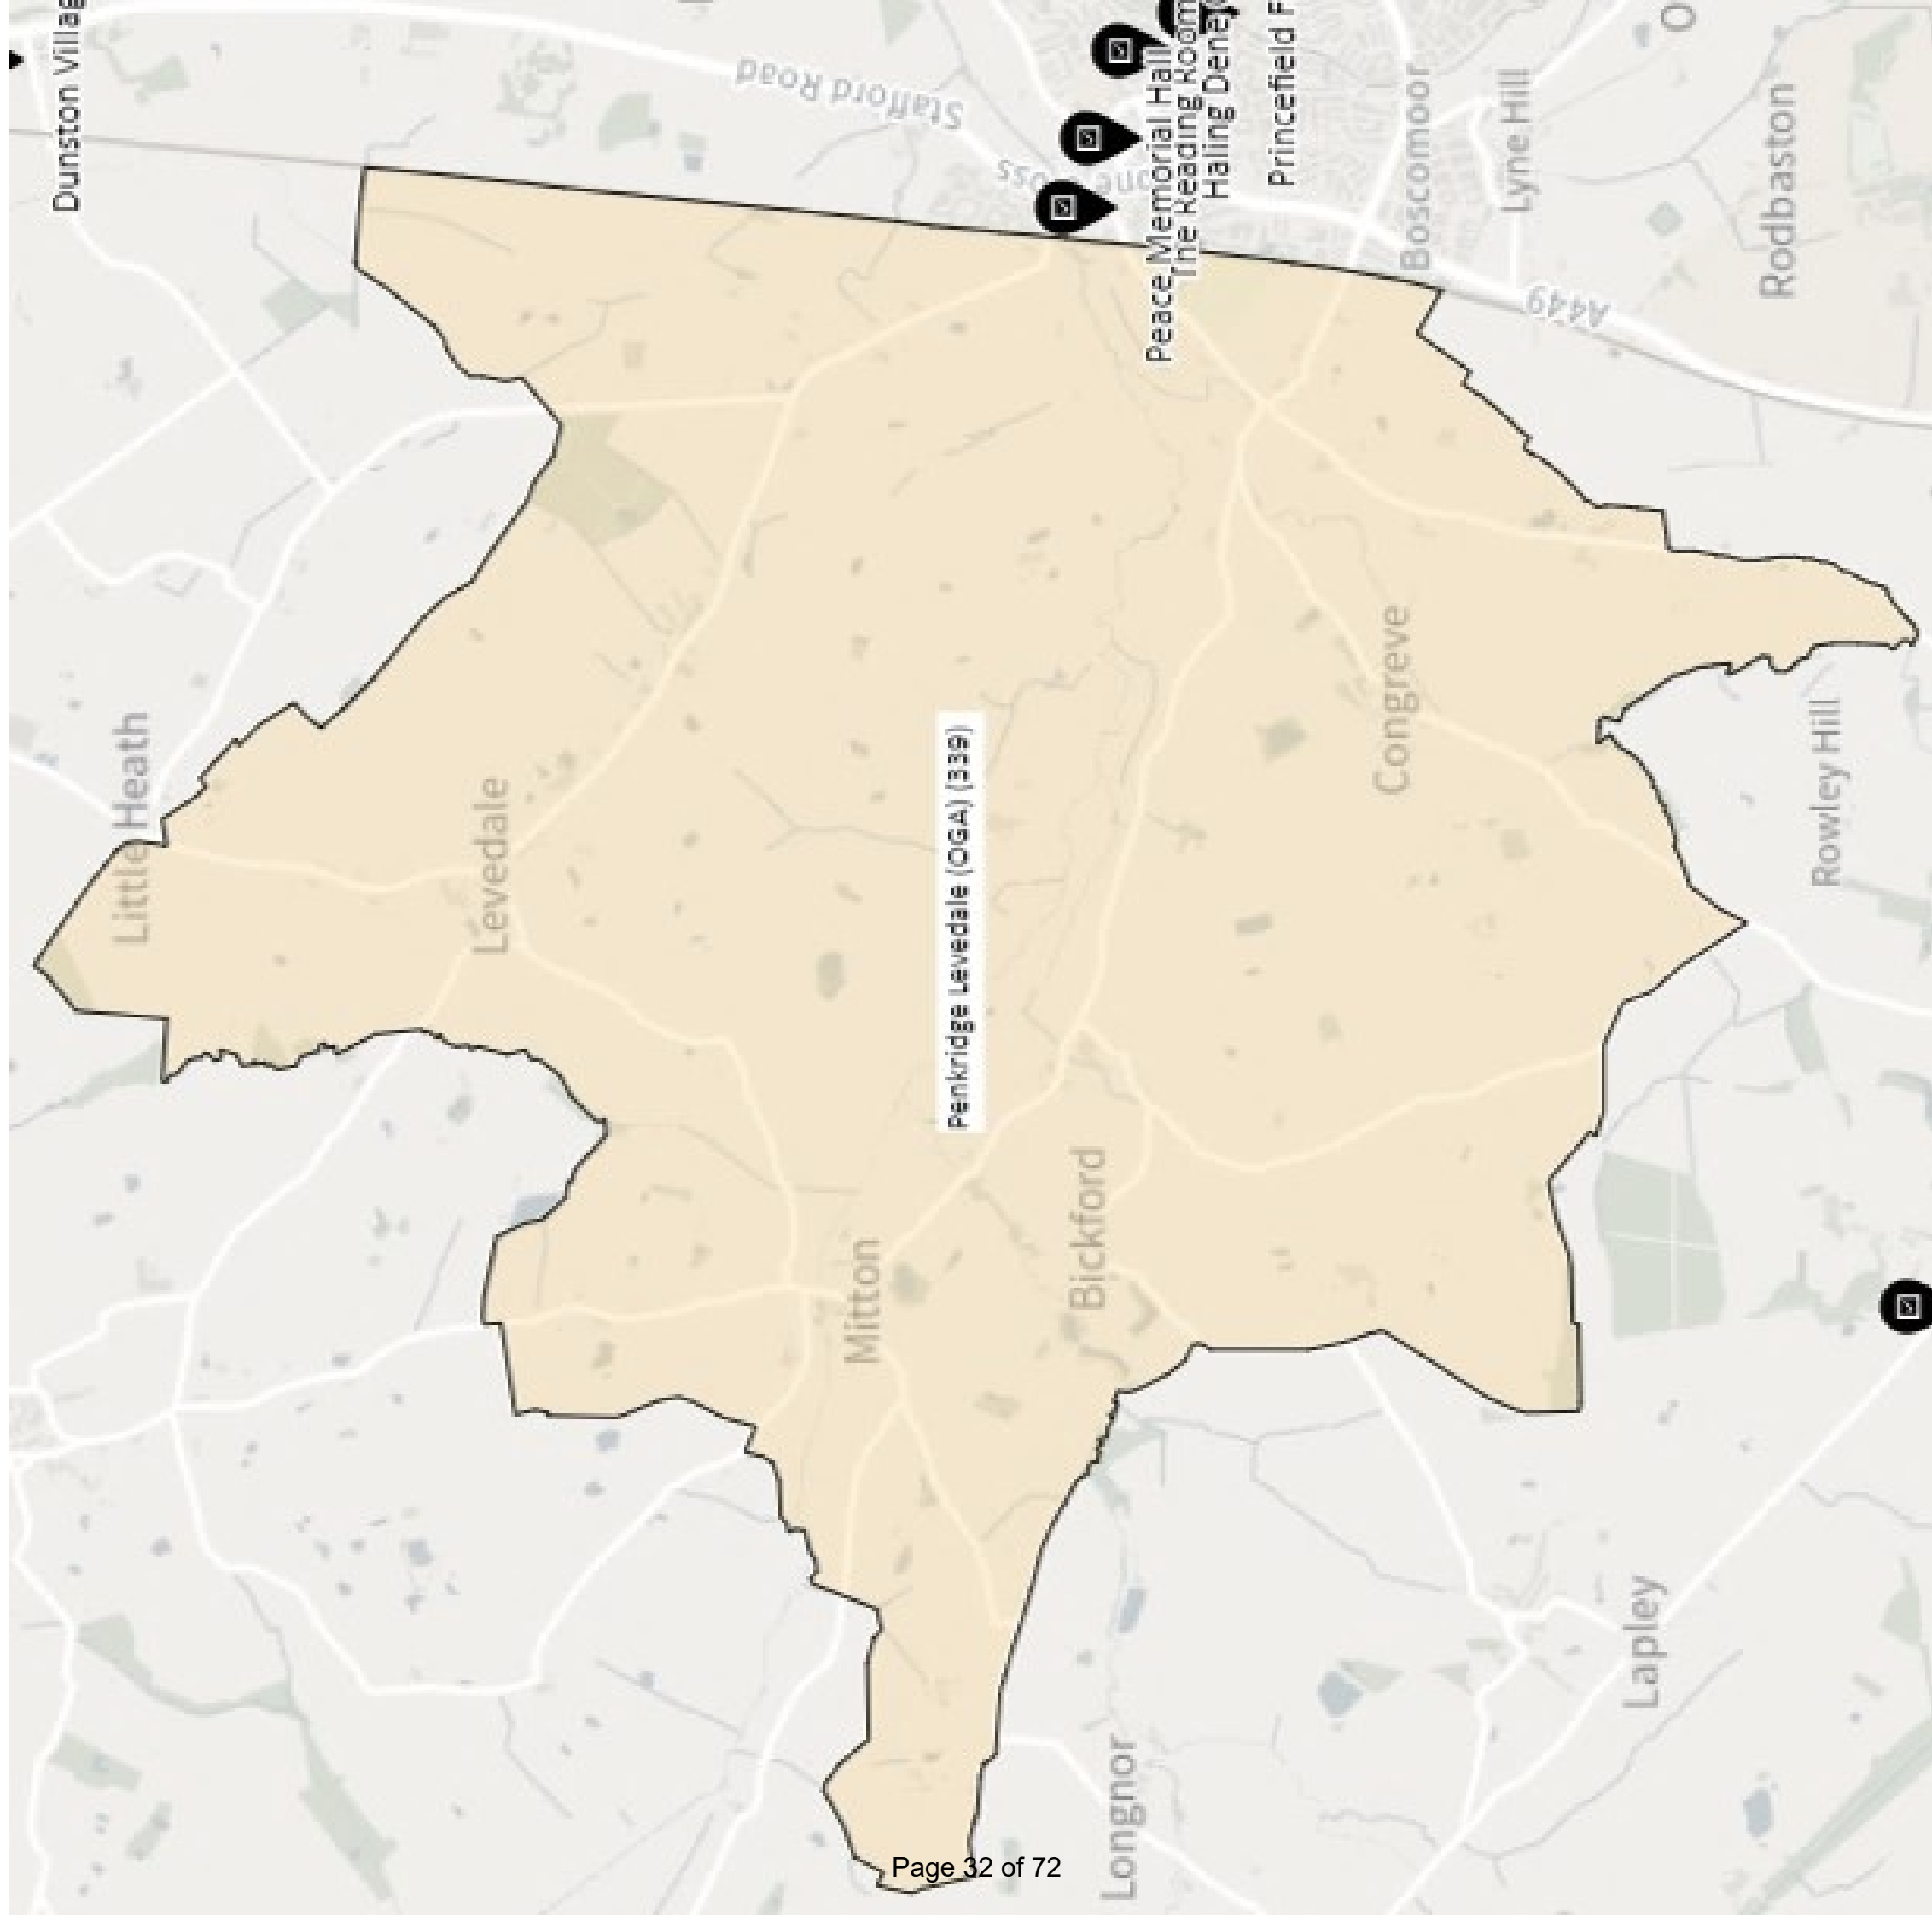 Dunston Villag
Stafford Road
Peace Memorial Hall
The Reading Room
Haling Dene
Princefield F
Boscomoor
Lyne Hill
A449
Rodbaston
Little Heath
Levedale
Penkridge Levedale (OGA) (339)
Congreve
Rowley Hill
Mitton
Bickford
Longnor
Lapley
Page 32 of 72